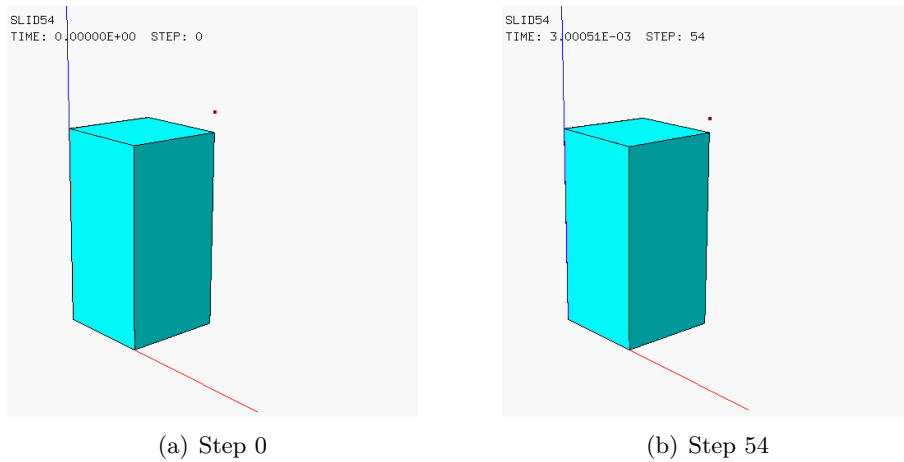 SLID54
TIME: 0.00000E+00 STEP: 0
SLID54
TIME: 3.00051E-03 STEP: 54
(a) Step 0
(b) Step 54